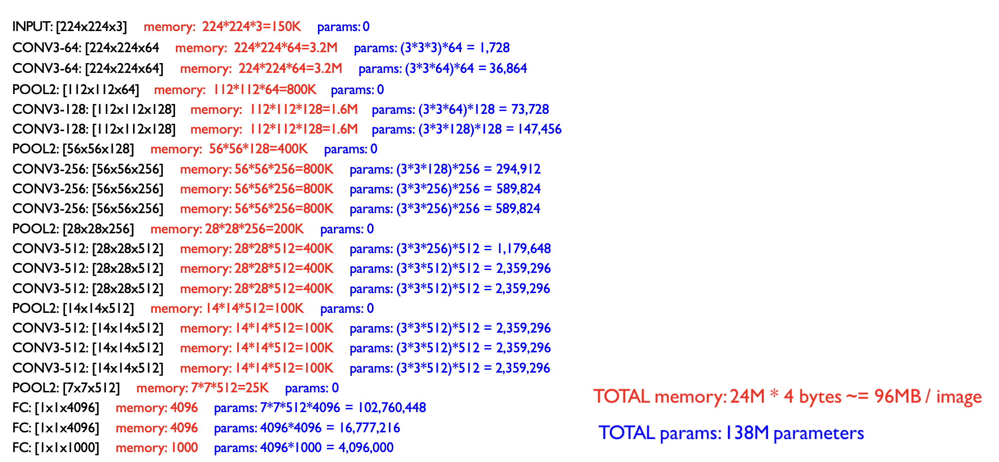 INPUT: [224x224x3] memory: 224*224*3=150K params: 0
CONV3-64: [224x224x64 memory: 224*224*64=3.2M params: (3*3*3)*64 = 1,728
CONV3-64: [224x224x64] memory: 224*224*64=3.2M params: (3*3*64)*64 = 36,864
POOL2: [112x112x64] memory: 112*112*64=800K params: 0
CONV3-128: [112x112x128] memory: 112*112*128=1.6M params: (3*3*64)*128 = 73,728
CONV3-128: [112x112x128] memory: 112*112*128=1.6M params: (3*3*128)*128 = 147,456
POOL2: [56x56x128] memory: 56*56*128=400K params: 0
CONV3-256: [56x56x256] memory: 56*56*256=800K params: (3*3*128)*256 = 294,912
CONV3-256: [56x56x256] memory: 56*56*256=800K params: (3*3*256)*256 = 589,824
CONV3-256: [56x56x256] memory: 56*56*256=800K params: (3*3*256)*256 = 589,824
POOL2: [28x28x256] memory: 28*28*256=200K params: 0
CONV3-512: [28x28x512] memory: 28*28*512=400K params: (3*3*256)*512 = 1,179,648
CONV3-512: [28x28x512] memory: 28*28*512=400K params: (3*3*512)*512 = 2,359,296
CONV3-512: [28x28x512] memory: 28*28*512=400K params: (3*3*512)*512 = 2,359,296
POOL2: [14x14x512] memory: 14*14*512=100K params: 0
CONV3-512: [14x14x512] memory: 14*14*512=100K params: (3*3*512)*512 = 2,359,296
CONV3-512: [14x14x512] memory: 14*14*512=100K params: (3*3*512)*512 = 2,359,296
CONV3-512: [14x14x512] memory: 14*14*512=100K params: (3*3*512)*512 = 2,359,296
POOL2: [7x7x512] memory: 7*7*512=25K params: 0
FC: [1x1x4096] memory: 4096 params: 7*7*512*4096 = 102,760,448
FC: [1x1x4096] memory: 4096 params: 4096*4096 = 16,777,216
FC: [1x1x1000] memory: 1000 params: 4096*1000 = 4,096,000
TOTAL memory: 24M * 4 bytes ~= 96MB / image
TOTAL params: 138M parameters